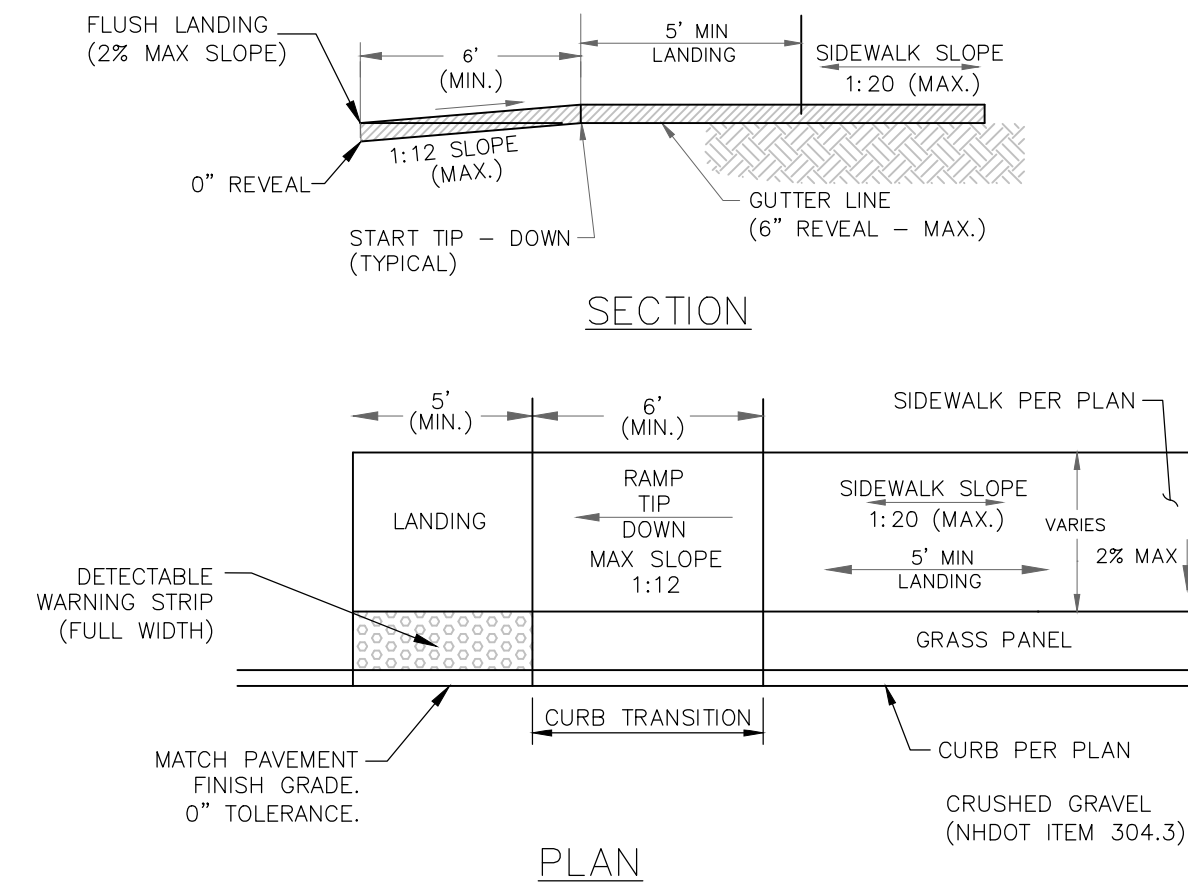 FLUSH LANDING
(2% MAX SLOPE)
6'
(MIN.)
5' MIN
LANDING
SIDEWALK SLOPE
1:20 (MAX.)
0" REVEAL
1:12 SLOPE
(MAX.)
START TIP – DOWN
(TYPICAL)
GUTTER LINE
(6" REVEAL – MAX.)
SECTION
5'
(MIN.)
6'
(MIN.)
SIDEWALK PER PLAN
LANDING
RAMP
TIP
DOWN
MAX SLOPE
1:12
SIDEWALK SLOPE
1:20 (MAX.)
5' MIN
LANDING
VARIES
2% MAX
DETECTABLE
WARNING STRIP
(FULL WIDTH)
GRASS PANEL
CURB TRANSITION
MATCH PAVEMENT
FINISH GRADE.
0" TOLERANCE.
CURB PER PLAN
CRUSHED GRAVEL
(NHDOT ITEM 304.3)
PLAN